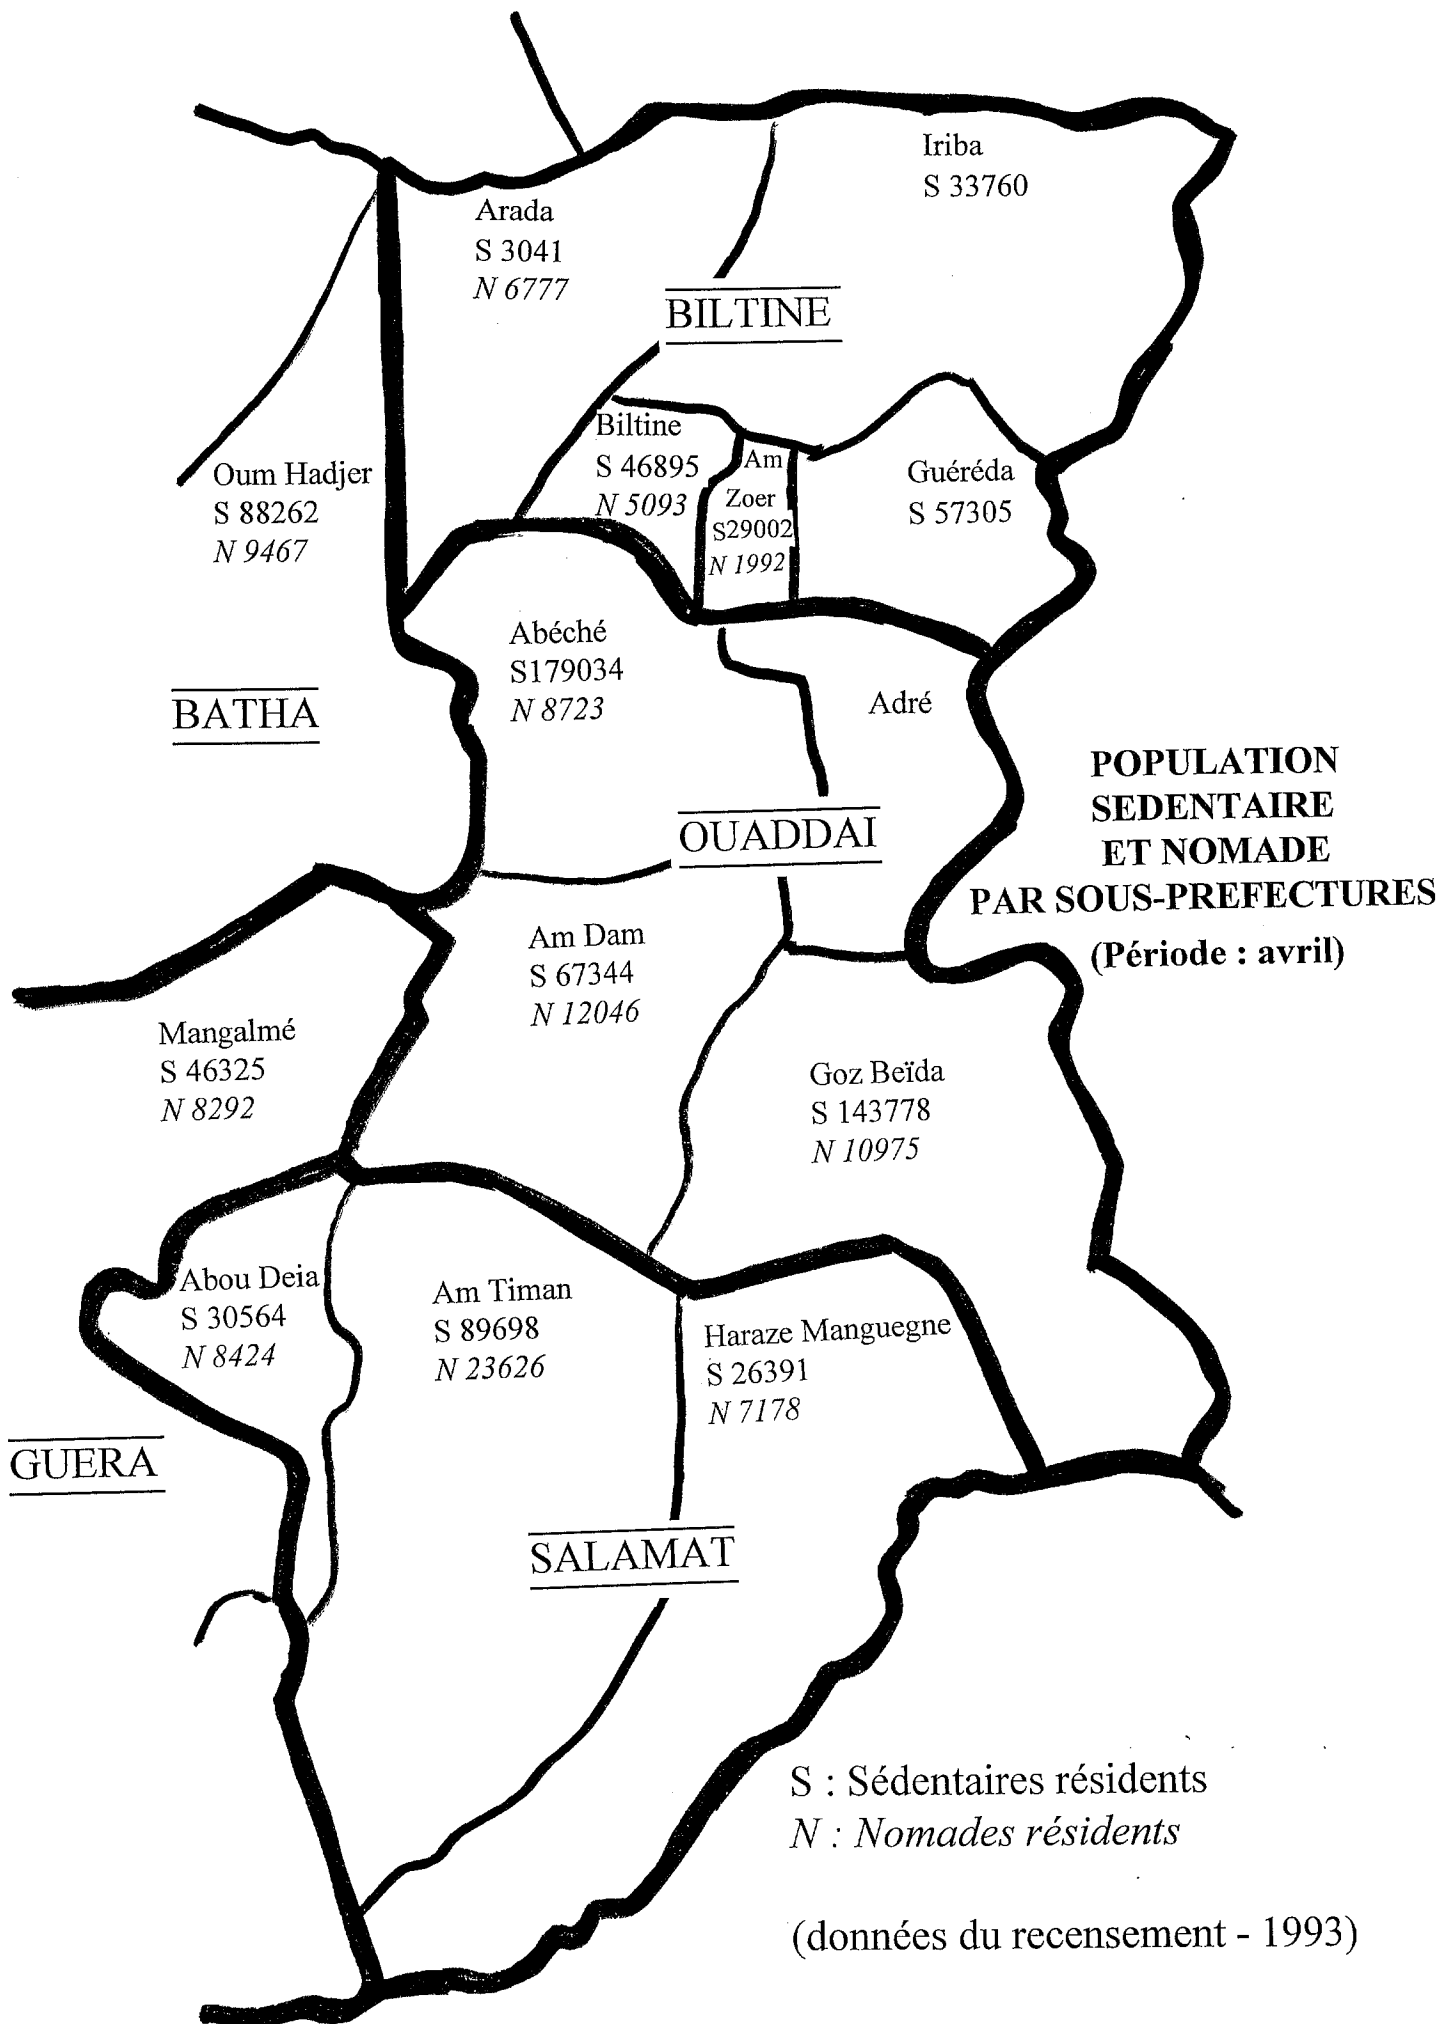 Iriba
S 33760
Arada
S 3041
N 6777
BILTINE
Biltine
S 46895
N 5093
Am
Zoer
S29002
N 1992
Guéréda
S 57305
Oum Hadjer
S 88262
N 9467
Abéché
S179034
N 8723
Adré
BATHA
POPULATION
SEDENTAIRE
ET NOMADE
PAR SOUS-PREFECTURES
(Période : avril)
OUADDAI
Am Dam
S 67344
N 12046
Mangalmé
S 46325
N 8292
Goz Beïda
S 143778
N 10975
Abou Deia
S 30564
N 8424
Am Timan
S 89698
N 23626
Haraze Manguegne
S 26391
N 7178
GUERA
SALAMAT
S : Sédentaires résidents
N : Nomades résidents
(données du recensement - 1993)